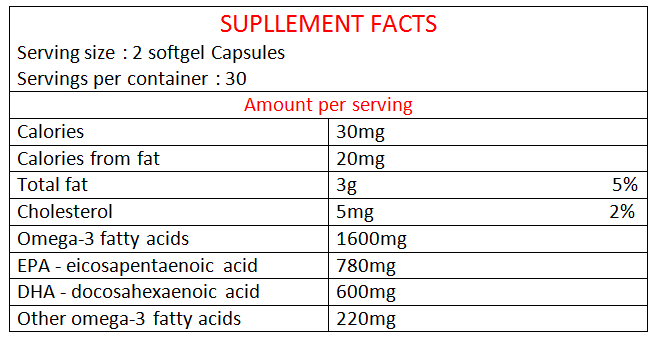 SUPLLEMENT FACTS
Serving size : 2 softgel Capsules
Servings per container : 30
Amount per serving
Calories 30mg
Calories from fat 20mg
Total fat 3g 5%
Cholesterol 5mg 2%
Omega-3 fatty acids 1600mg
EPA - eicosapentaenoic acid 780mg
DHA - docosahexaenoic acid 600mg
Other omega-3 fatty acids 220mg